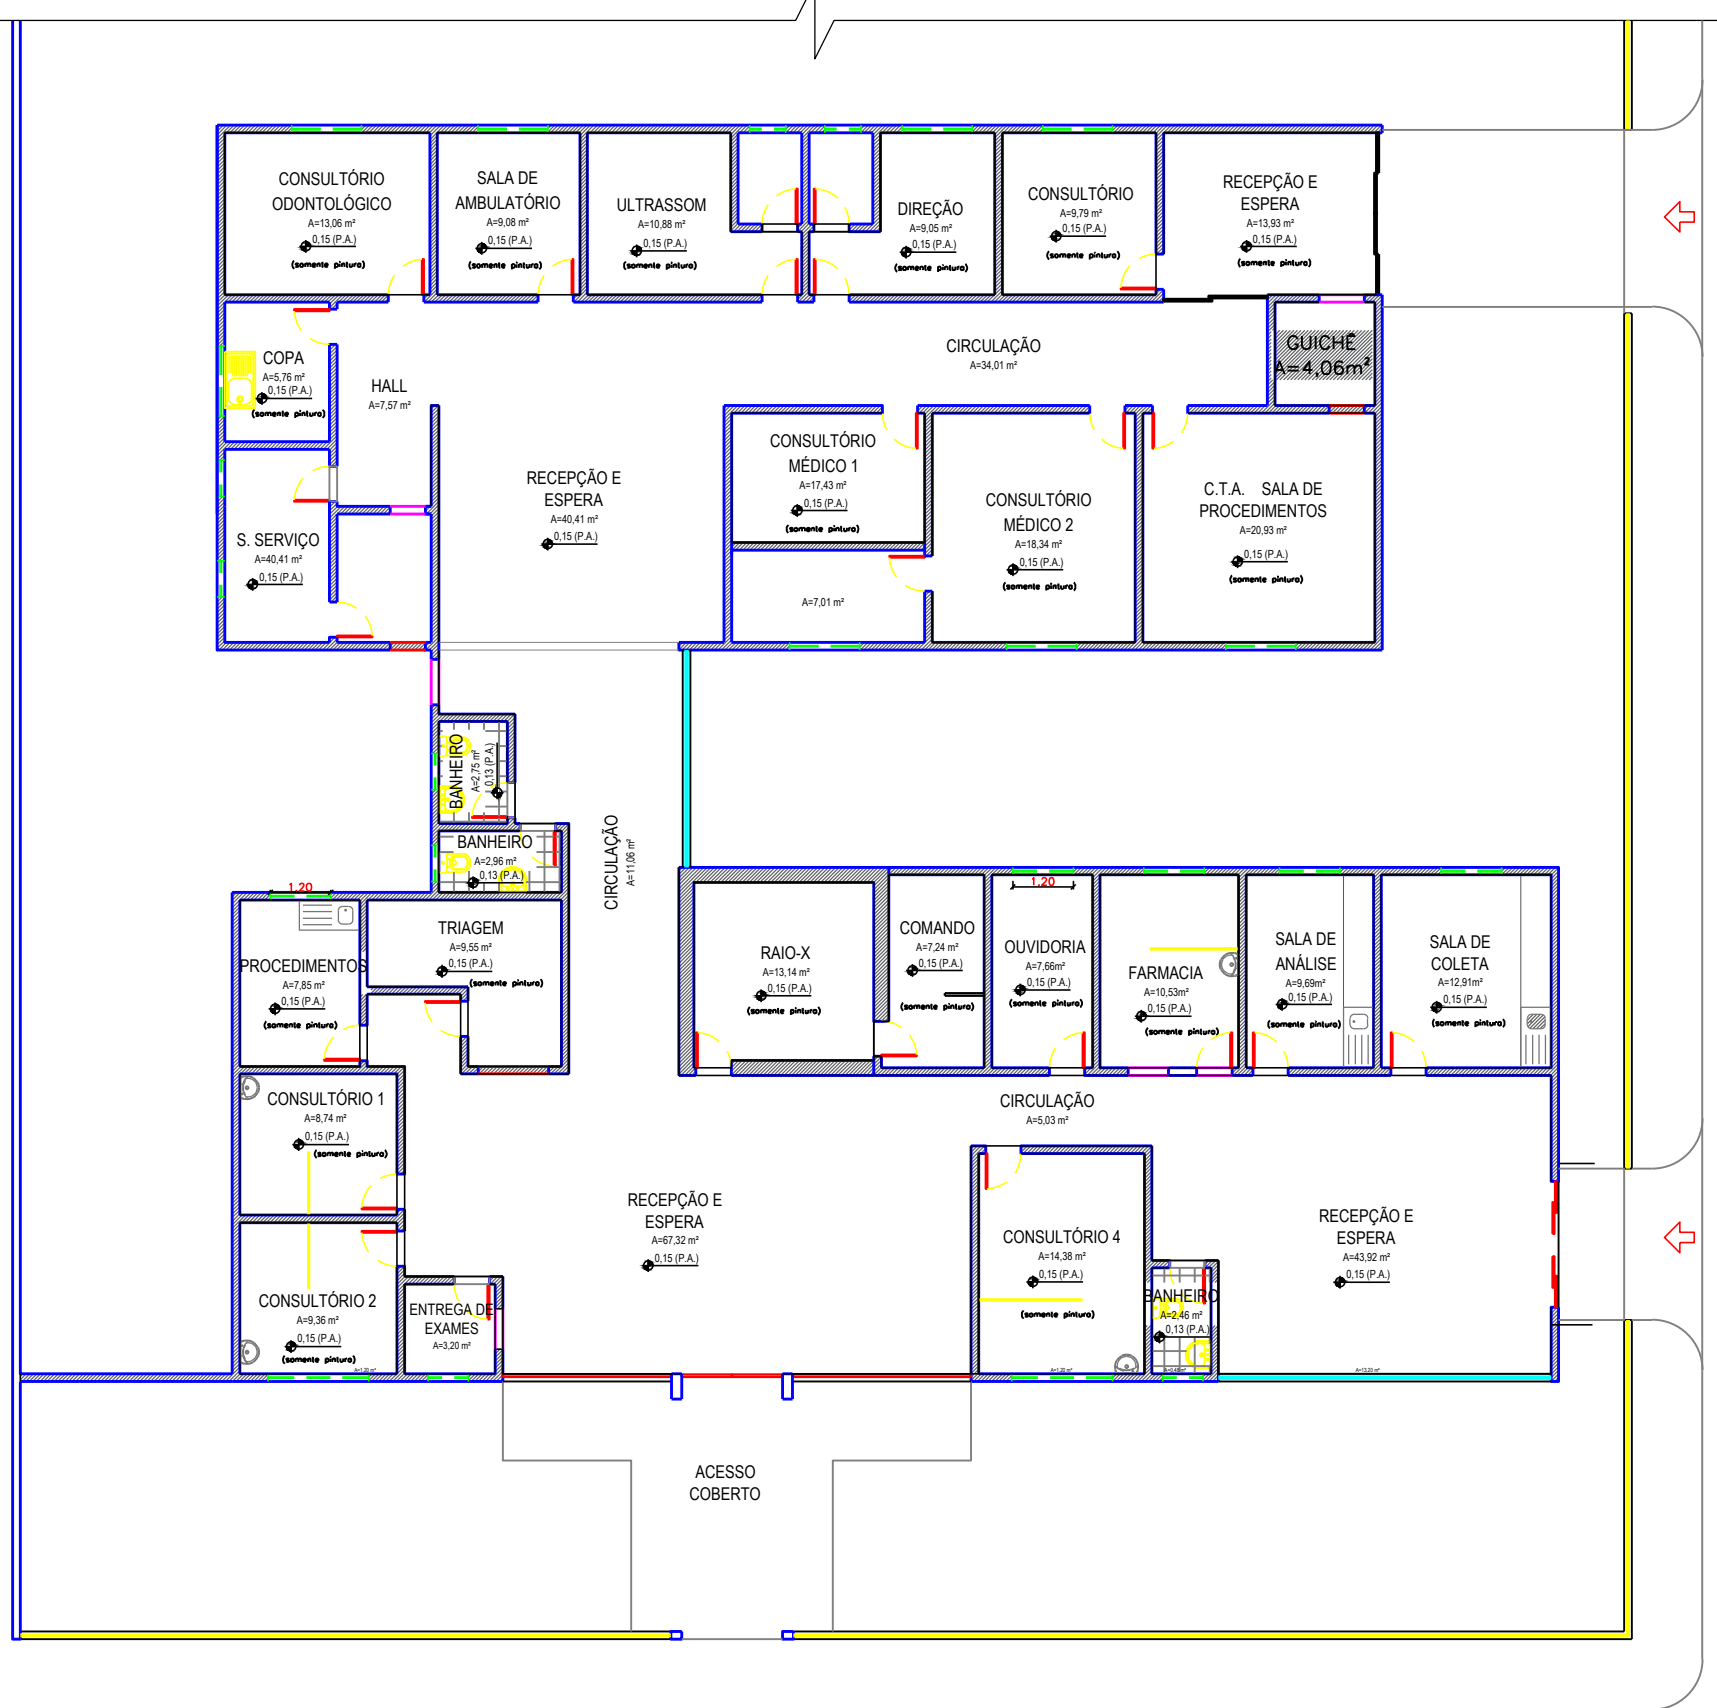 CONSULTÓRIO
ODONTOLÓGICO
A=13,06 m²
0,15 (P.A.)
(somente pintura)
SALA DE
AMBULATÓRIO
A=9,08 m²
0,15 (P.A.)
(somente pintura)
ULTRASSOM
A=10,88 m²
0,15 (P.A.)
(somente pintura)
DIREÇÃO
A=9,05 m²
0,15 (P.A.)
(somente pintura)
CONSULTÓRIO
A=9,79 m²
0,15 (P.A.)
(somente pintura)
RECEPÇÃO E
ESPERA
A=13,93 m²
0,15 (P.A.)
(somente pintura)
COPA
A=5,76 m²
0,15 (P.A.)
(somente pintura)
HALL
A=7,57 m²
CIRCULAÇÃO
A=34,01 m²
GUICHÊ
A=4,06m²
S. SERVIÇO
A=40,41 m²
0,15 (P.A.)
RECEPÇÃO E
ESPERA
A=40,41 m²
0,15 (P.A.)
CONSULTÓRIO
MÉDICO 1
A=17,43 m²
0,15 (P.A.)
(somente pintura)
A=7,01 m²
CONSULTÓRIO
MÉDICO 2
A=18,34 m²
0,15 (P.A.)
(somente pintura)
C.T.A. SALA DE
PROCEDIMENTOS
A=20,93 m²
0,15 (P.A.)
(somente pintura)
BANHEIRO
A=2,75 m²
0,13 (P.A.)
BANHEIRO
A=2,96 m²
0,13 (P.A.)
CIRCULAÇÃO
A=11,06 m²
1,20
PROCEDIMENTOS
A=7,85 m²
0,15 (P.A.)
(somente pintura)
TRIAGEM
A=9,55 m²
0,15 (P.A.)
(somente pintura)
RAIO-X
A=13,14 m²
0,15 (P.A.)
(somente pintura)
COMANDO
A=7,24 m²
0,15 (P.A.)
(somente pintura)
1,20
OUVIDORIA
A=7,66m²
0,15 (P.A.)
(somente pintura)
FARMACIA
A=10,53m²
0,15 (P.A.)
(somente pintura)
SALA DE
ANÁLISE
A=9,69m²
0,15 (P.A.)
(somente pintura)
SALA DE
COLETA
A=12,91m²
0,15 (P.A.)
(somente pintura)
CONSULTÓRIO 1
A=8,74 m²
0,15 (P.A.)
(somente pintura)
CIRCULAÇÃO
A=5,03 m²
CONSULTÓRIO 2
A=9,36 m²
0,15 (P.A.)
(somente pintura)
A=1,20 m²
ENTREGA DE
EXAMES
A=3,20 m²
RECEPÇÃO E
ESPERA
A=67,32 m²
0,15 (P.A.)
CONSULTÓRIO 4
A=14,38 m²
0,15 (P.A.)
(somente pintura)
A=1,20 m²
BANHEIRO
A=2,46 m²
0,13 (P.A.)
RECEPÇÃO E
ESPERA
A=43,92 m²
0,15 (P.A.)
A=13,20 m²
ACESSO
COBERTO